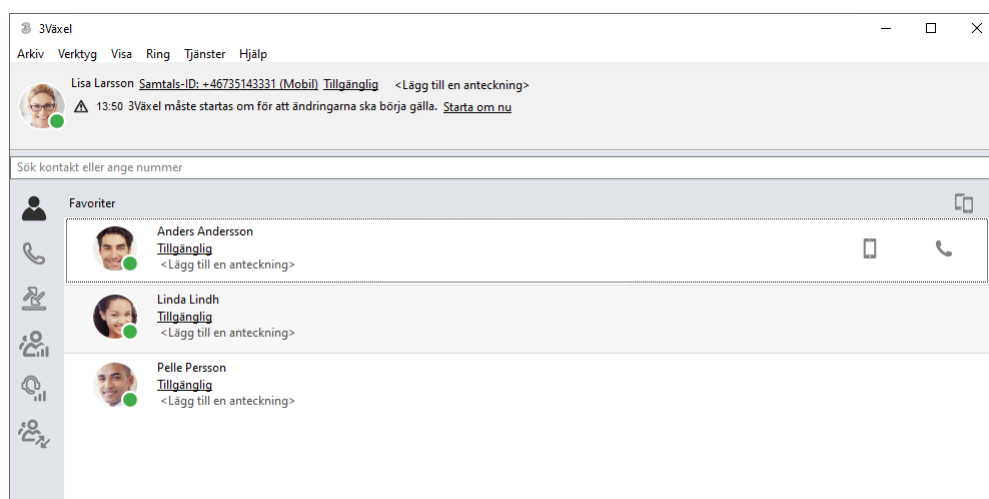 3Växel
Arkiv Verktyg Visa Ring Tjänster Hjälp
Lisa Larsson Samtals-ID: +46735143331 (Mobil) Tillgänglig <Lägg till en anteckning>
13:50 3Växel måste startas om för att ändringarna ska börja gälla. Starta om nu
Sök kontakt eller ange nummer
Favoriter
Anders Andersson
Tillgänglig
<Lägg till en anteckning>
Linda Lindh
Tillgänglig
<Lägg till en anteckning>
Pelle Persson
Tillgänglig
<Lägg till en anteckning>